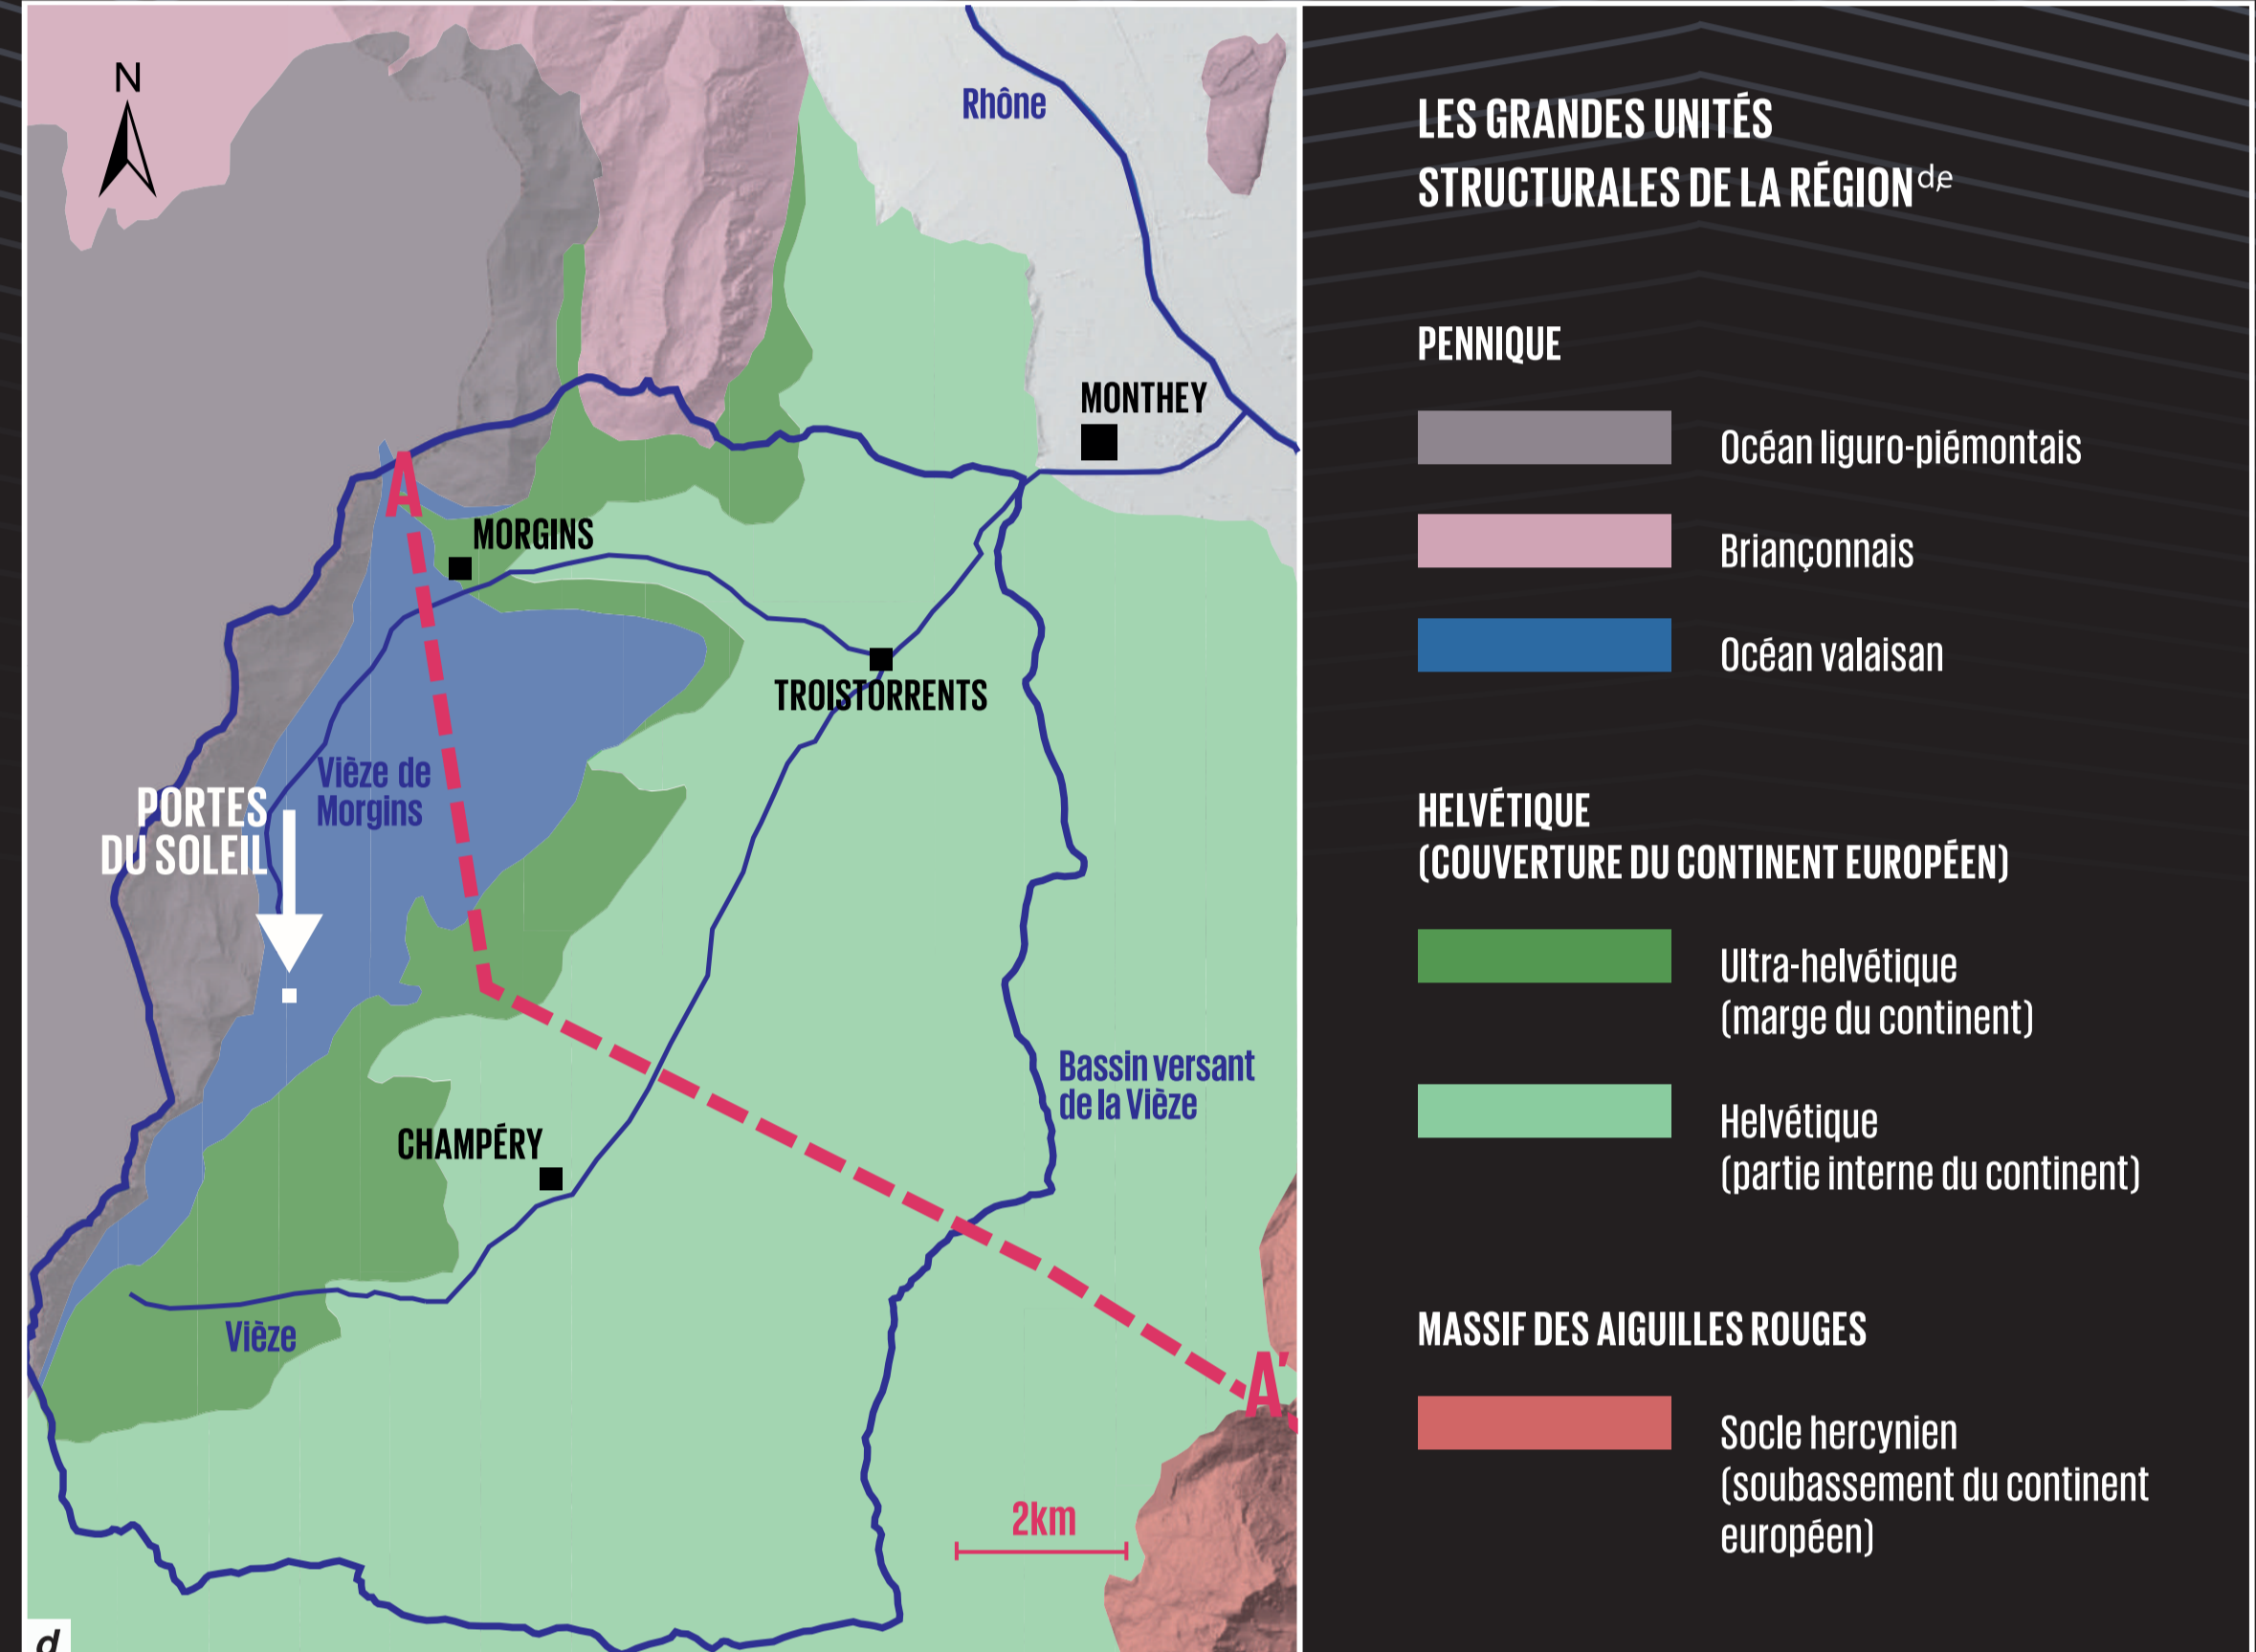 N
Rhône
MONTHEY
A
MORGINS
TROISTORRENTS
Vièze de
Morgins
PORTES
DU SOLEIL
Bassin versant
de la Vièze
CHAMPÉRY
Vièze
A'
2km
d
LES GRANDES UNITÉS
STRUCTURALES DE LA RÉGION
PENNIQUE
Océan liguro-piémontais
Briançonnais
Océan valaisan
HELVÉTIQUE
(COUVERTURE DU CONTINENT EUROPÉEN)
Ultra-helvétique
(marge du continent)
Helvétique
(partie interne du continent)
MASSIF DES AIGUILLES ROUGES
Socle hercynien
(soubassement du continent
européen)